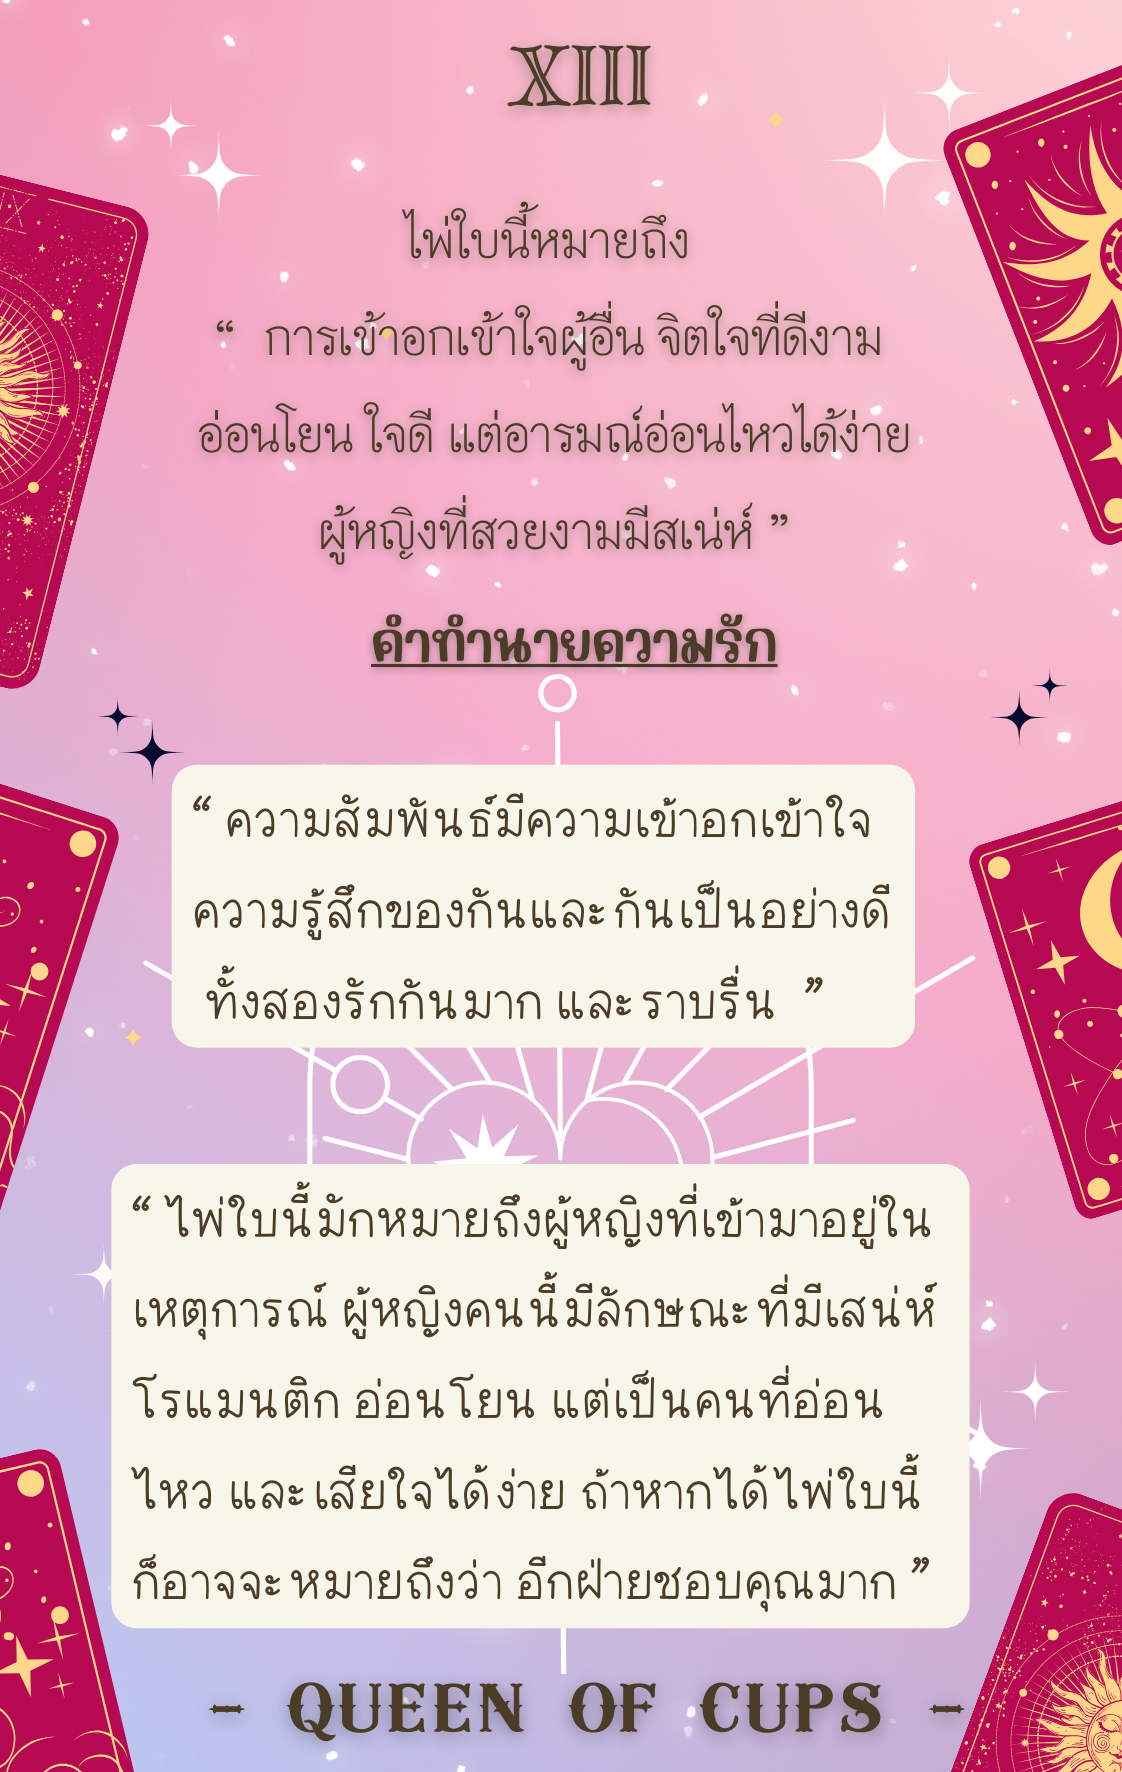 XIII
ไพ่ใบนี้หมายถึง
“ การเข้าอกเข้าใจผู้อื่น จิตใจที่ดีงาม
อ่อนโยน ใจดี แต่อารมณ์อ่อนไหวได้ง่าย
ผู้หญิงที่สวยงามมีสเน่ห์ ”
คำทำนายความรัก
“ ความสัมพันธ์มีความเข้าอกเข้าใจ
ความรู้สึกของกันและกันเป็นอย่างดี
ทั้งสองรักกันมาก และราบรื่น ”
“ ไพ่ใบนี้มักหมายถึงผู้หญิงที่เข้ามาอยู่ใน
เหตุการณ์ ผู้หญิงคนนี้มีลักษณะที่มีเสน่ห์
โรแมนติก อ่อนโยน แต่เป็นคนที่อ่อน
ไหว และเสียใจได้ง่าย ถ้าหากได้ไพ่ใบนี้
ก็อาจจะหมายถึงว่า อีกฝ่ายชอบคุณมาก ”
- QUEEN OF CUPS -